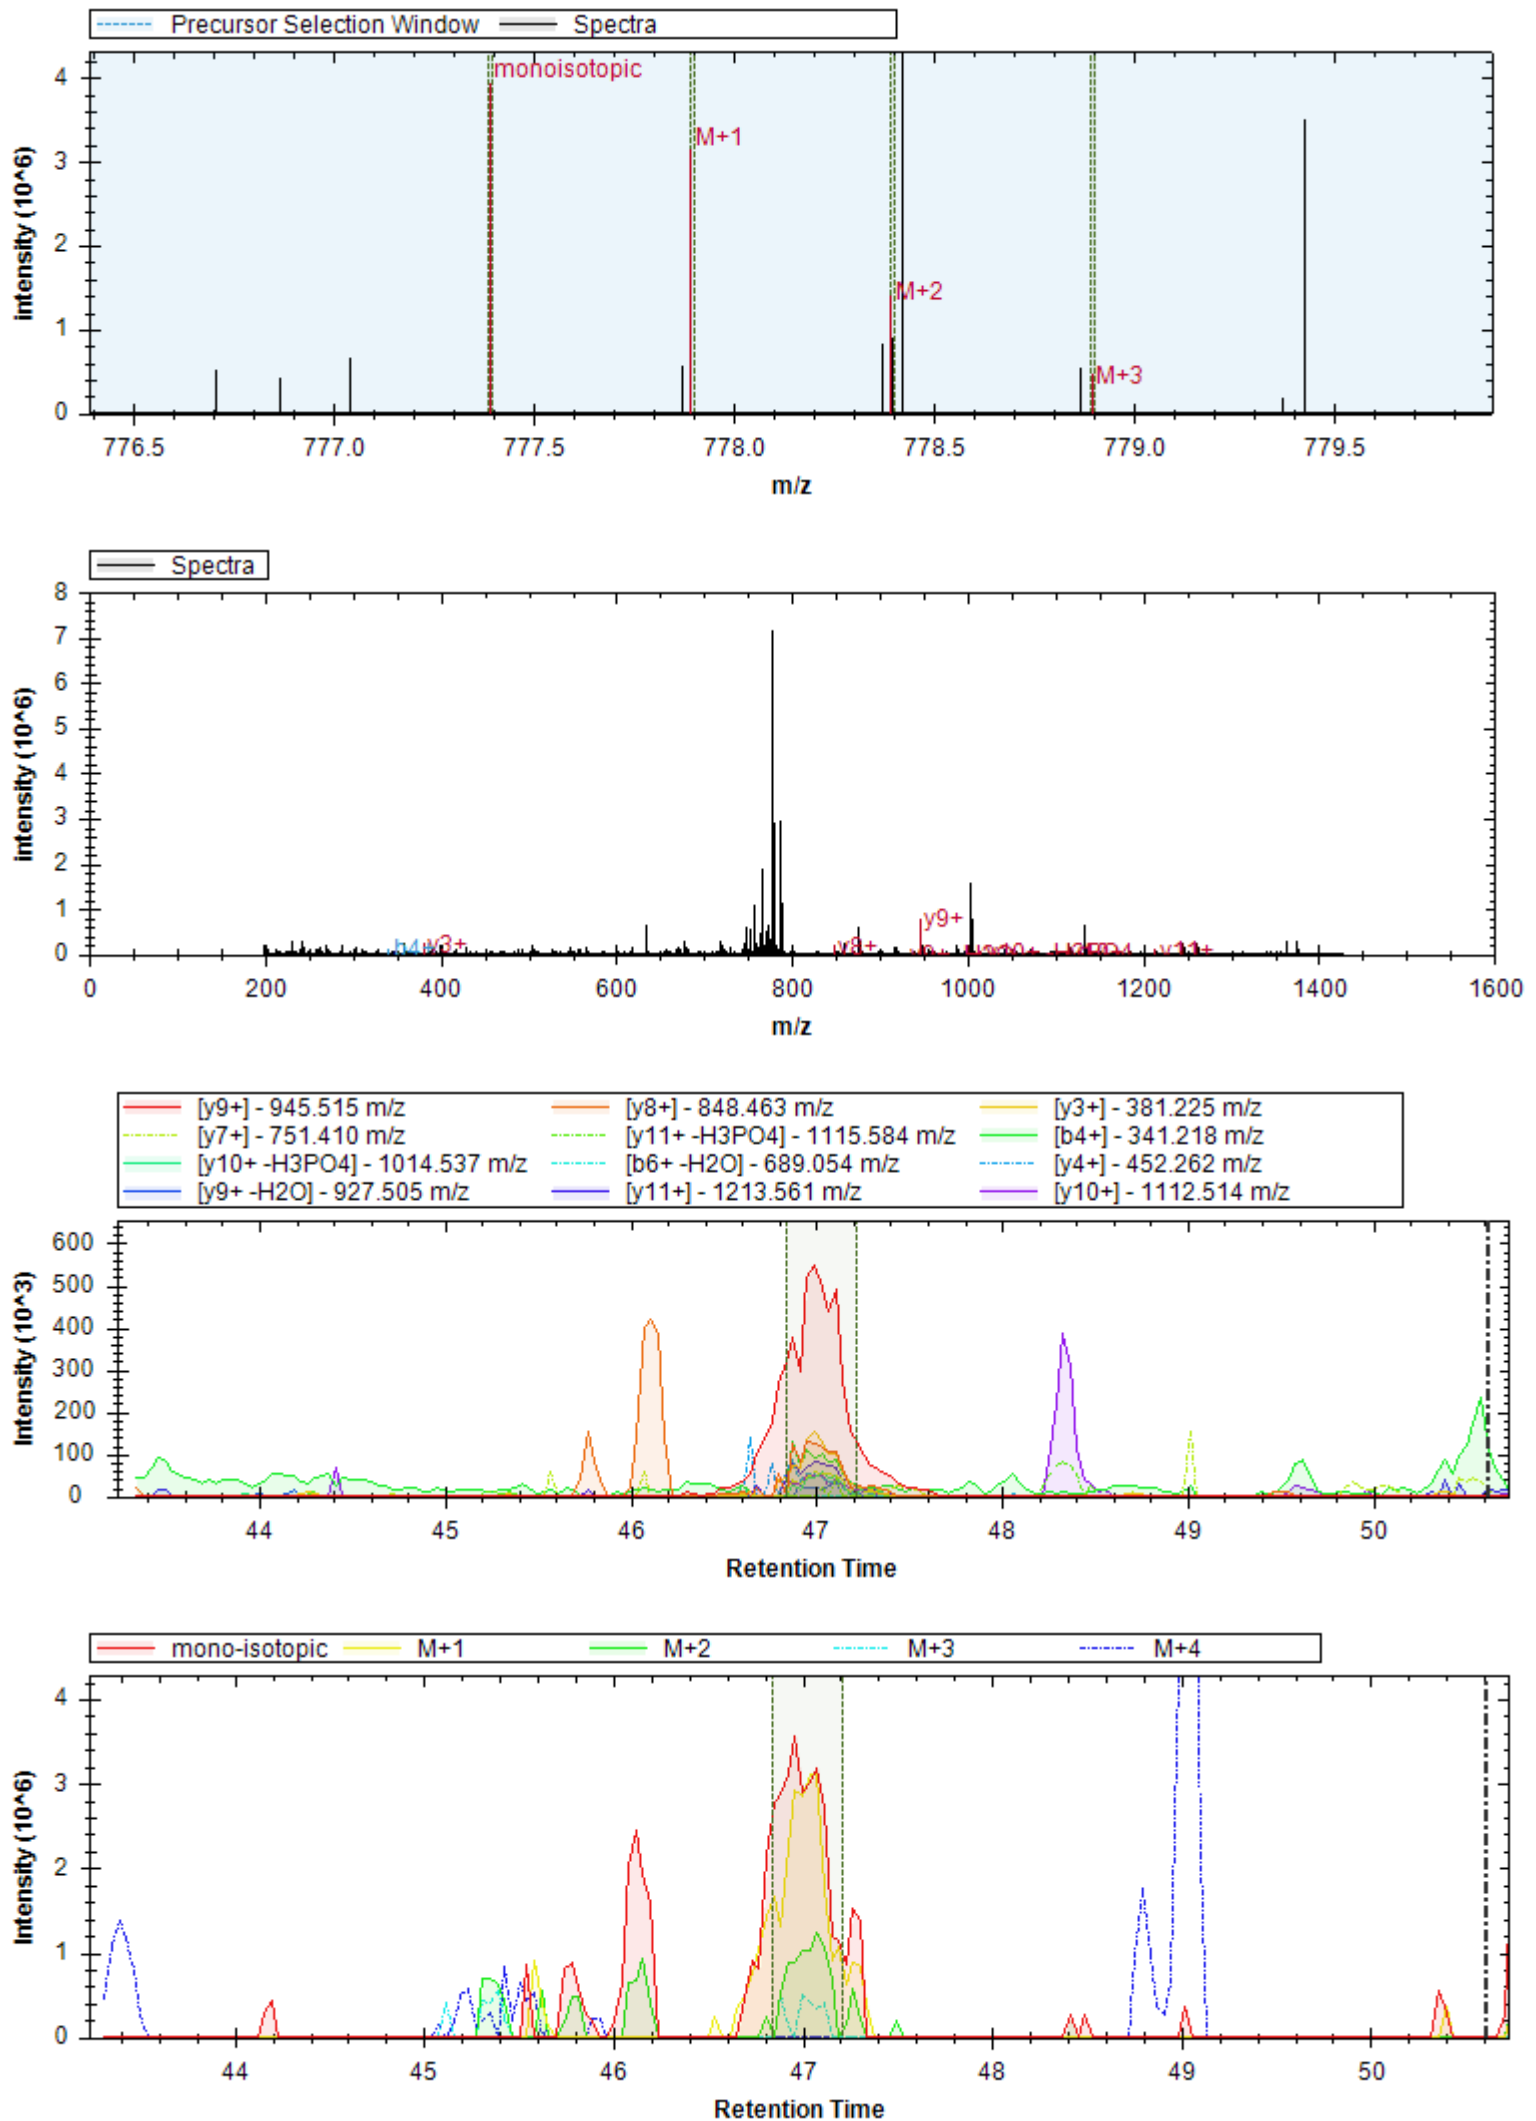 Precursor Selection Window Spectra
intensity (10^6)
4
3
2
1
0
monoisotopic
M+1
M+2
M+3
776.5 777.0 777.5 778.0 778.5 779.0 779.5
m/z
Spectra
intensity (10^6)
8
7
6
5
4
3
2
1
0
b4+ y3+ y8+ y9+ y11+
0 200 400 600 800 1000 1200 1400 1600
m/z
[y9+] - 945.515 m/z [y8+] - 848.463 m/z [y3+] - 381.225 m/z
[y7+] - 751.410 m/z [y11+ -H3PO4] - 1115.584 m/z [b4+] - 341.218 m/z
[y10+ -H3PO4] - 1014.537 m/z [b6+ -H2O] - 689.054 m/z [y4+] - 452.262 m/z
[y9+ -H2O] - 927.505 m/z [y11+] - 1213.561 m/z [y10+] - 1112.514 m/z
Intensity (10^3)
600
500
400
300
200
100
0
44 45 46 47 48 49 50
Retention Time
mono-isotopic M+1 M+2 M+3 M+4
Intensity (10^6)
4
3
2
1
0
44 45 46 47 48 49 50
Retention Time